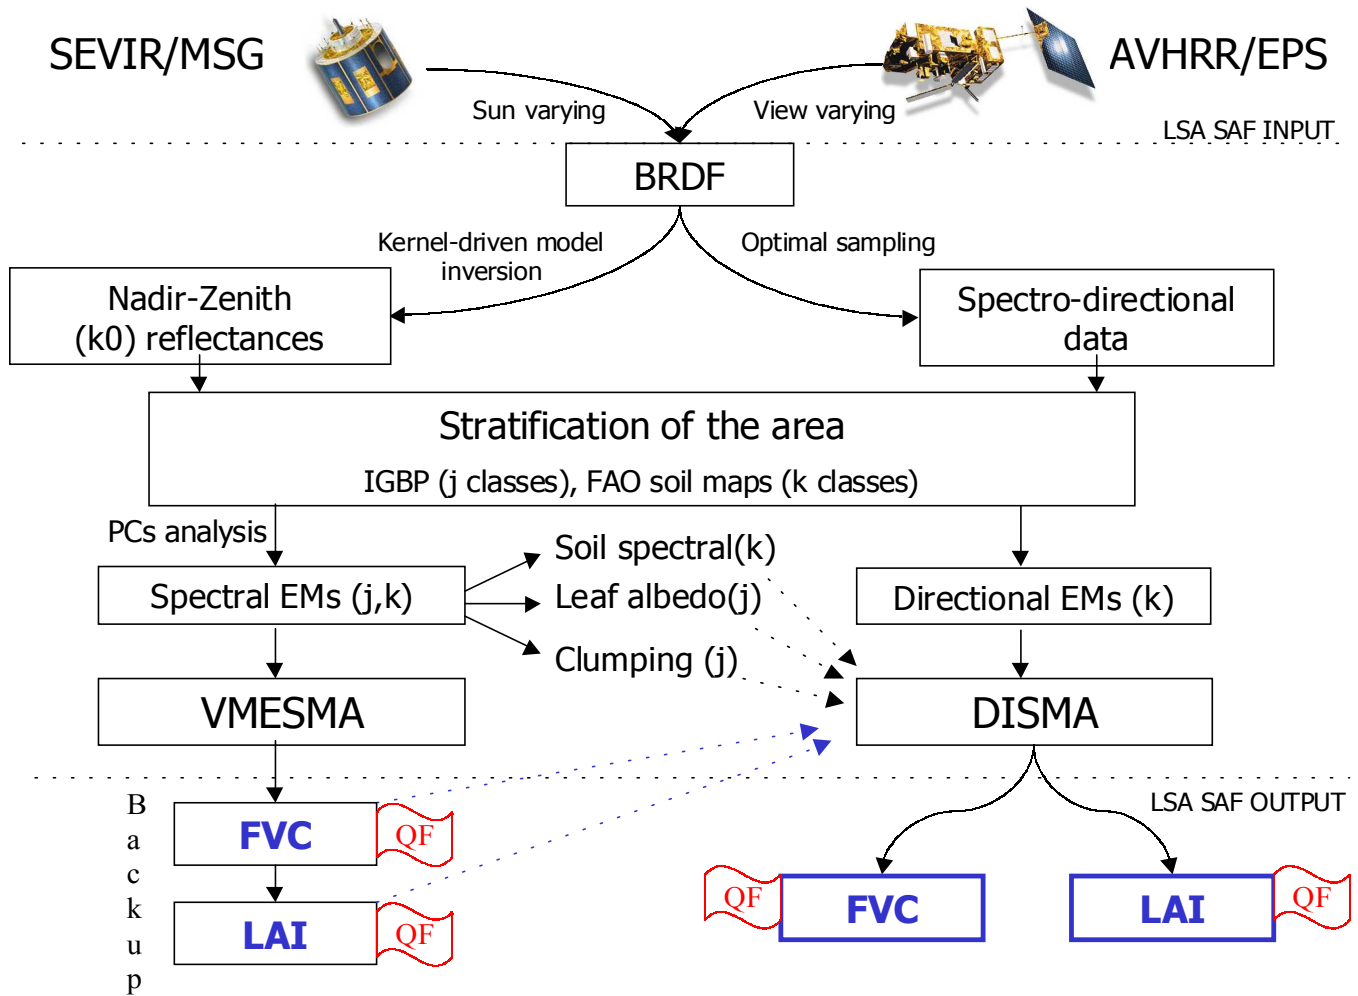 SEVIR/MSG
AVHRR/EPS
Sun varying
View varying
LSA SAF INPUT
BRDF
Kernel-driven model
inversion
Optimal sampling
Nadir-Zenith
(k0) reflectances
Spectro-directional
data
Stratification of the area
IGBP (j classes), FAO soil maps (k classes)
PCs analysis
Soil spectral(k)
Spectral EMs (j,k)
Leaf albedo(j)
Directional EMs (k)
Clumping (j)
VMESMA
DISMA
LSA SAF OUTPUT
Backup
FVC
QF
LAI
QF
QF
FVC
LAI
QF